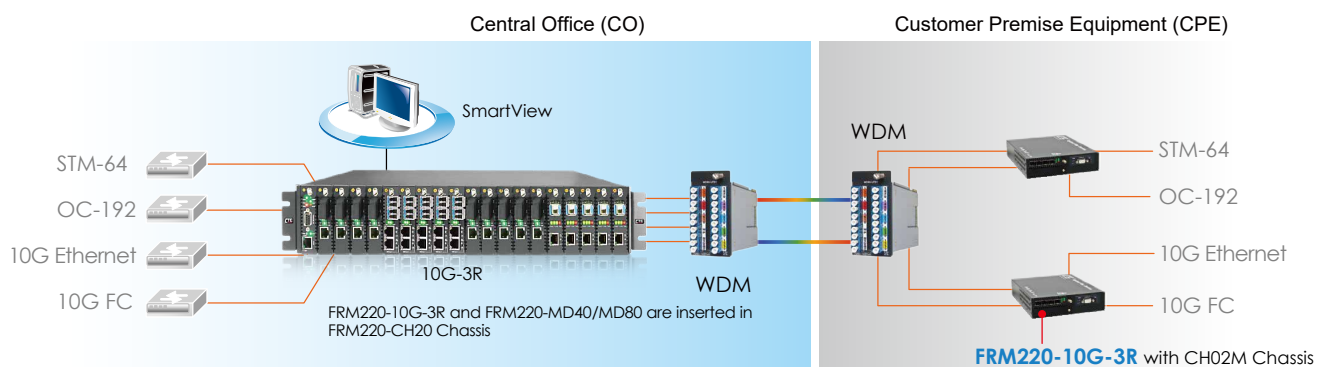 Central Office (CO)
Customer Premise Equipment (CPE)
SmartView
STM-64
OC-192
10G Ethernet
10G FC
CTS
10G-3R
FRM220-10G-3R and FRM220-MD40/MD80 are inserted in
FRM220-CH20 Chassis
WDM
WDM
STM-64
OC-192
10G Ethernet
10G FC
FRM220-10G-3R with CH02M Chassis